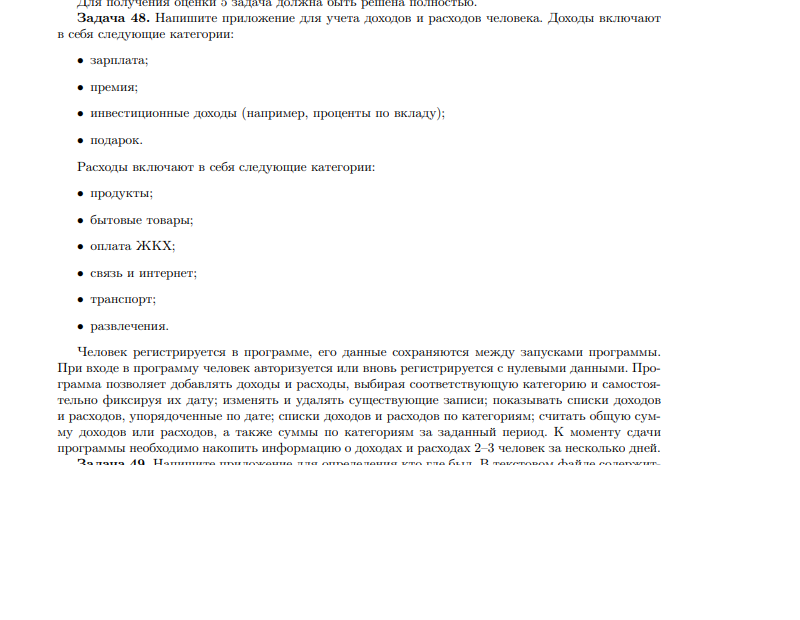 Для получения оценки 5 задача должна быть решена полностью.
Задача 48. Напишите приложение для учета доходов и расходов человека. Доходы включают
в себя следующие категории:
• зарплата;
• премия;
• инвестиционные доходы (например, проценты по вкладу);
• подарок.
Расходы включают в себя следующие категории:
• продукты;
• бытовые товары;
• оплата ЖКХ;
• связь и интернет;
• транспорт;
• развлечения.
Человек регистрируется в программе, его данные сохраняются между запусками программы.
При входе в программу человек авторизуется или вновь регистрируется с нулевыми данными. Про-
грамма позволяет добавлять доходы и расходы, выбирая соответствующую категорию и самостоя-
тельно фиксируя их дату; изменять и удалять существующие записи; показывать списки доходов
и расходов, упорядоченные по дате; списки доходов и расходов по категориям; считать общую сум-
му доходов или расходов, а также суммы по категориям за заданный период. К моменту сдачи
программы необходимо накопить информацию о доходах и расходах 2–3 человек за несколько дней.
Задача 49. Напишите приложение для определения кто где был. В текстовом файле содержит-